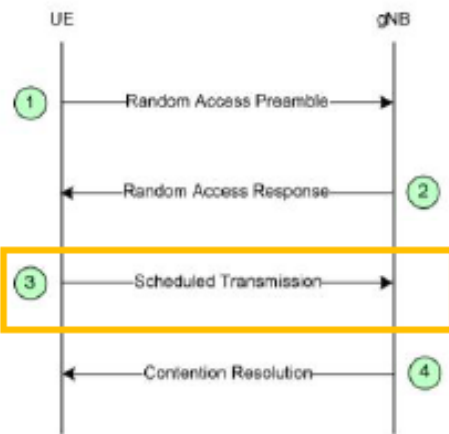 UE gNB
1 Random Access Preamble
Random Access Response 2
3 Scheduled Transmission
Contention Resolution 4